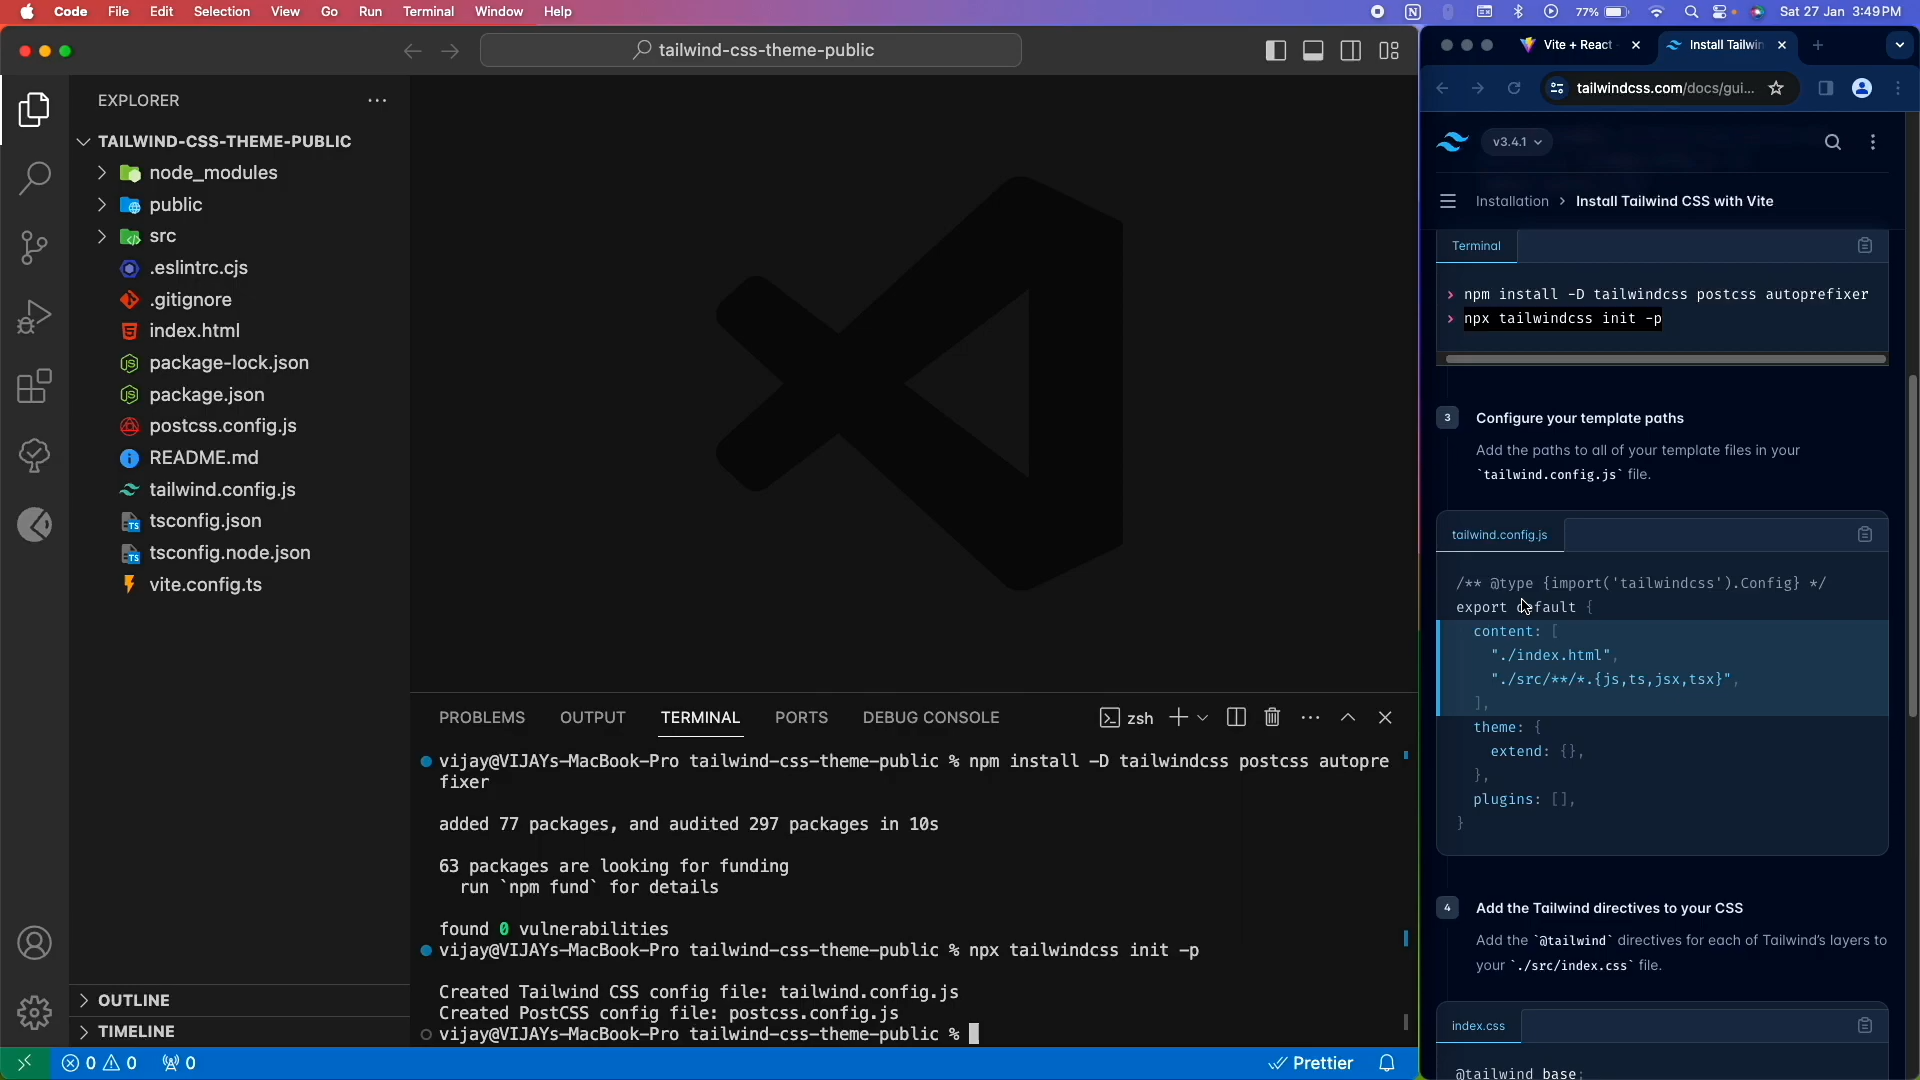 Code File Edit Selection View Go Run Terminal Window Help
77% Sat 27 Jan 3:49PM
tailwind-css-theme-public
EXPLORER
TAILWIND-CSS-THEME-PUBLIC
node_modules
public
src
.eslintrc.cjs
.gitignore
index.html
package-lock.json
package.json
postcss.config.js
README.md
tailwind.config.js
tsconfig.json
tsconfig.node.json
vite.config.ts
OUTLINE
TIMELINE
PROBLEMS OUTPUT TERMINAL PORTS DEBUG CONSOLE
zsh
vijay@VIJAYs-MacBook-Pro tailwind-css-theme-public % npm install -D tailwindcss postcss autopre
fixer
added 77 packages, and audited 297 packages in 10s
63 packages are looking for funding
run `npm fund` for details
found 0 vulnerabilities
vijay@VIJAYs-MacBook-Pro tailwind-css-theme-public % npx tailwindcss init -p
Created Tailwind CSS config file: tailwind.config.js
Created PostCSS config file: postcss.config.js
vijay@VIJAYs-MacBook-Pro tailwind-css-theme-public %
0 0 0
Prettier
Vite + React
Install Tailwin
tailwindcss.com/docs/gui...
v3.4.1
Installation › Install Tailwind CSS with Vite
Terminal
> npm install -D tailwindcss postcss autoprefixer
> npx tailwindcss init -p
3 Configure your template paths
Add the paths to all of your template files in your
`tailwind.config.js` file.
tailwind.config.js
/** @type {import('tailwindcss').Config} */
export default {
content: [
"./index.html",
"./src/**/*.{js,ts,jsx,tsx}",
],
theme: {
extend: {},
},
plugins: [],
}
4 Add the Tailwind directives to your CSS
Add the `@tailwind` directives for each of Tailwind's layers to
your `./src/index.css` file.
index.css
@tailwind base;